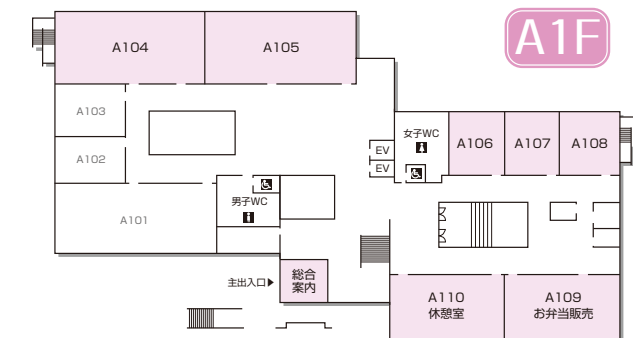 A1F
A104
A105
A103
A102
A101
EV
EV
女子WC
A106
A107
A108
男子WC
主出入口▶
総合
案内
A110
休憩室
A109
お弁当販売